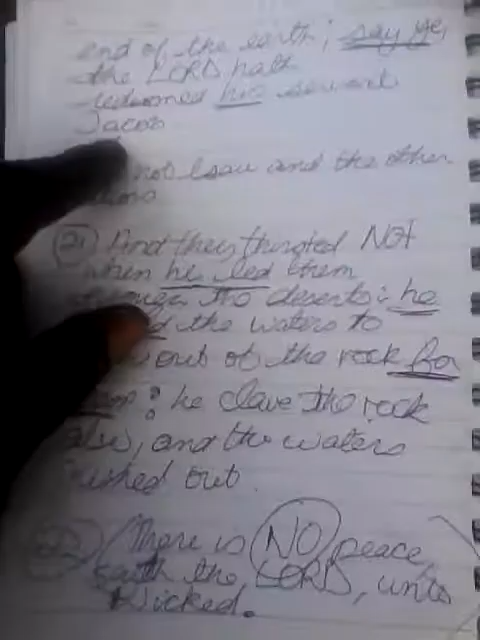 end of the earth; say ye,
the LORD hath
redeemed his servant
Jacob
not Esau and the other
(21) And they thirsted NOT
when he led them
through the deserts: he
the waters to
out of the rock for
: he clave the rock
also, and the waters
gushed out.
(22) There is NO peace,
saith the LORD, unto
Wicked.